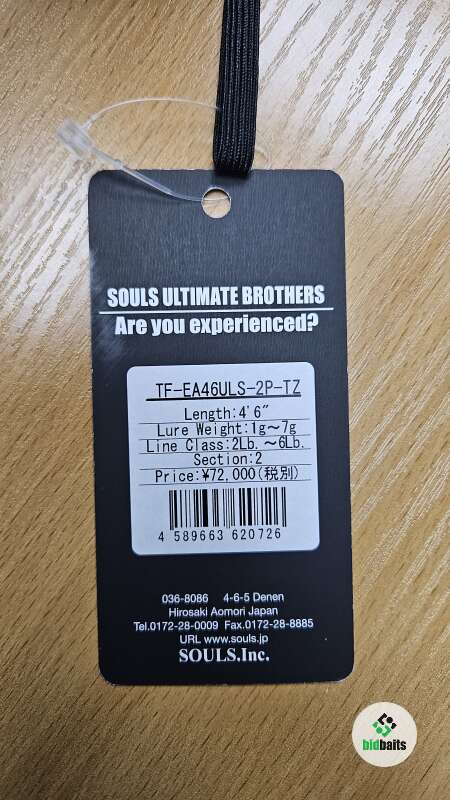 SOULS ULTIMATE BROTHERS
Are you experienced?
TF-EA46ULS-2P-TZ
Length:4'6"
Lure Weight:1g～7g
Line Class:2Lb.～6Lb.
Section:2
Price:¥72,000(税別)
4 589663 620726
036-8086 4-6-5 Denen
Hirosaki Aomori Japan
Tel.0172-28-0009 Fax.0172-28-8885
URL www.souls.jp
SOULS.Inc.
bidbaits